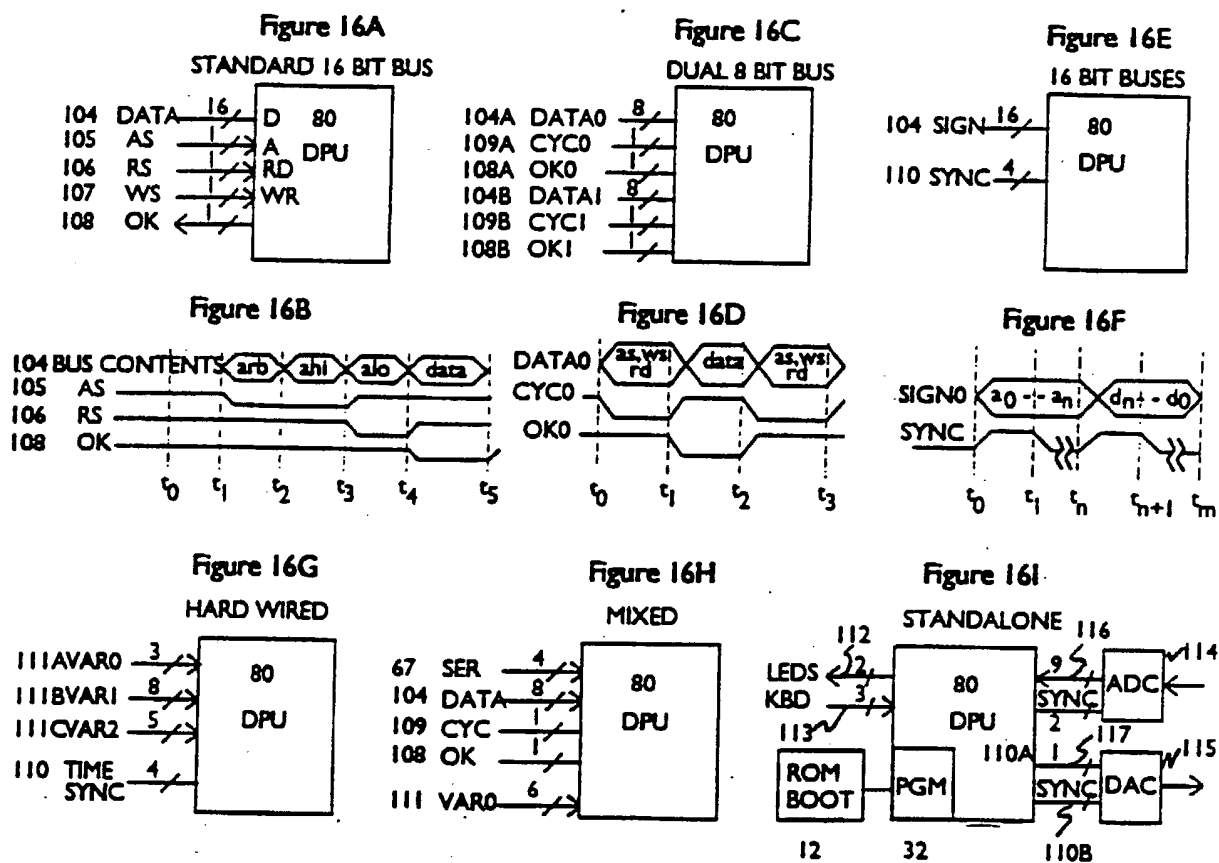 Figure 16A
STANDARD 16 BIT BUS
104 DATA 16 D 80
105 AS 1 A DPU
106 RS 1 RD
107 WS 1 WR
108 OK 1
Figure 16C
DUAL 8 BIT BUS
104A DATA0 8 80
109A CYC0 1 DPU
108A OK0 1
104B DATA1 8
109B CYC1 1
108B OK1 1
Figure 16E
16 BIT BUSES
104 SIGN 16 80
DPU
110 SYNC 4
Figure 16B
104 BUS CONTENTS arb ahi alo data
105 AS
106 RS
108 OK
t0 t1 t2 t3 t4 t5
Figure 16D
DATA0 as,ws, rd data as,ws, rd
CYC0
OK0
t0 t1 t2 t3
Figure 16F
SIGN0 a0 - - an dn - - d0
SYNC
t0 t1 tn tn+1 tm
Figure 16G
HARD WIRED
111AVAR0 3 80
111BVAR1 8 DPU
111CVAR2 5
110 TIME SYNC 4
Figure 16H
MIXED
67 SER 4 80
104 DATA 8 DPU
109 CYC 1
108 OK 1
111 VAR0 6
Figure 16I
STANDALONE
112 116 114
LEDS 2 80 9 ADC
KBD 3 DPU SYNC
113 2 117 115
110A 1
ROM BOOT PGM SYNC DAC
110B
12 32